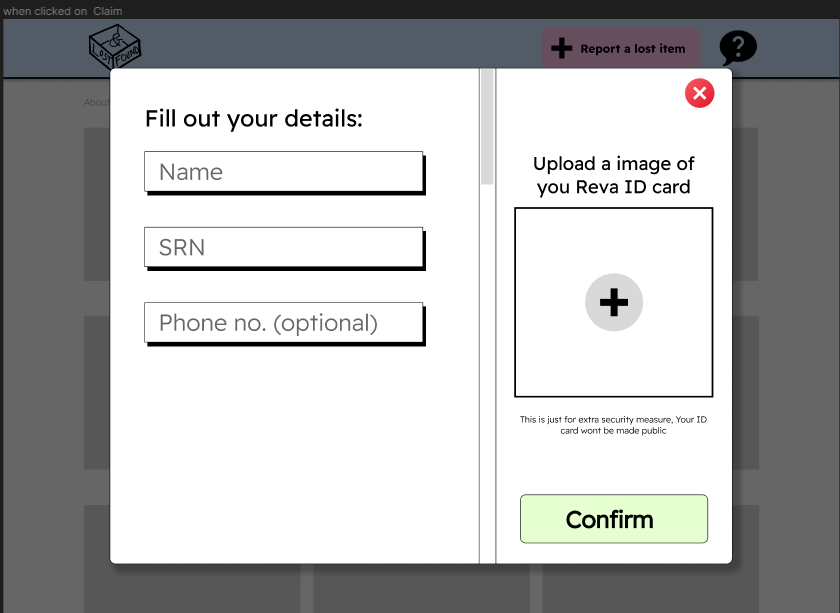 when clicked on Claim
&
LOST FOUND
Report a lost item
?
About
Fill out your details:
Name
SRN
Phone no. (optional)
Upload a image of
you Reva ID card
This is just for extra security measure, Your ID
card wont be made public
Confirm